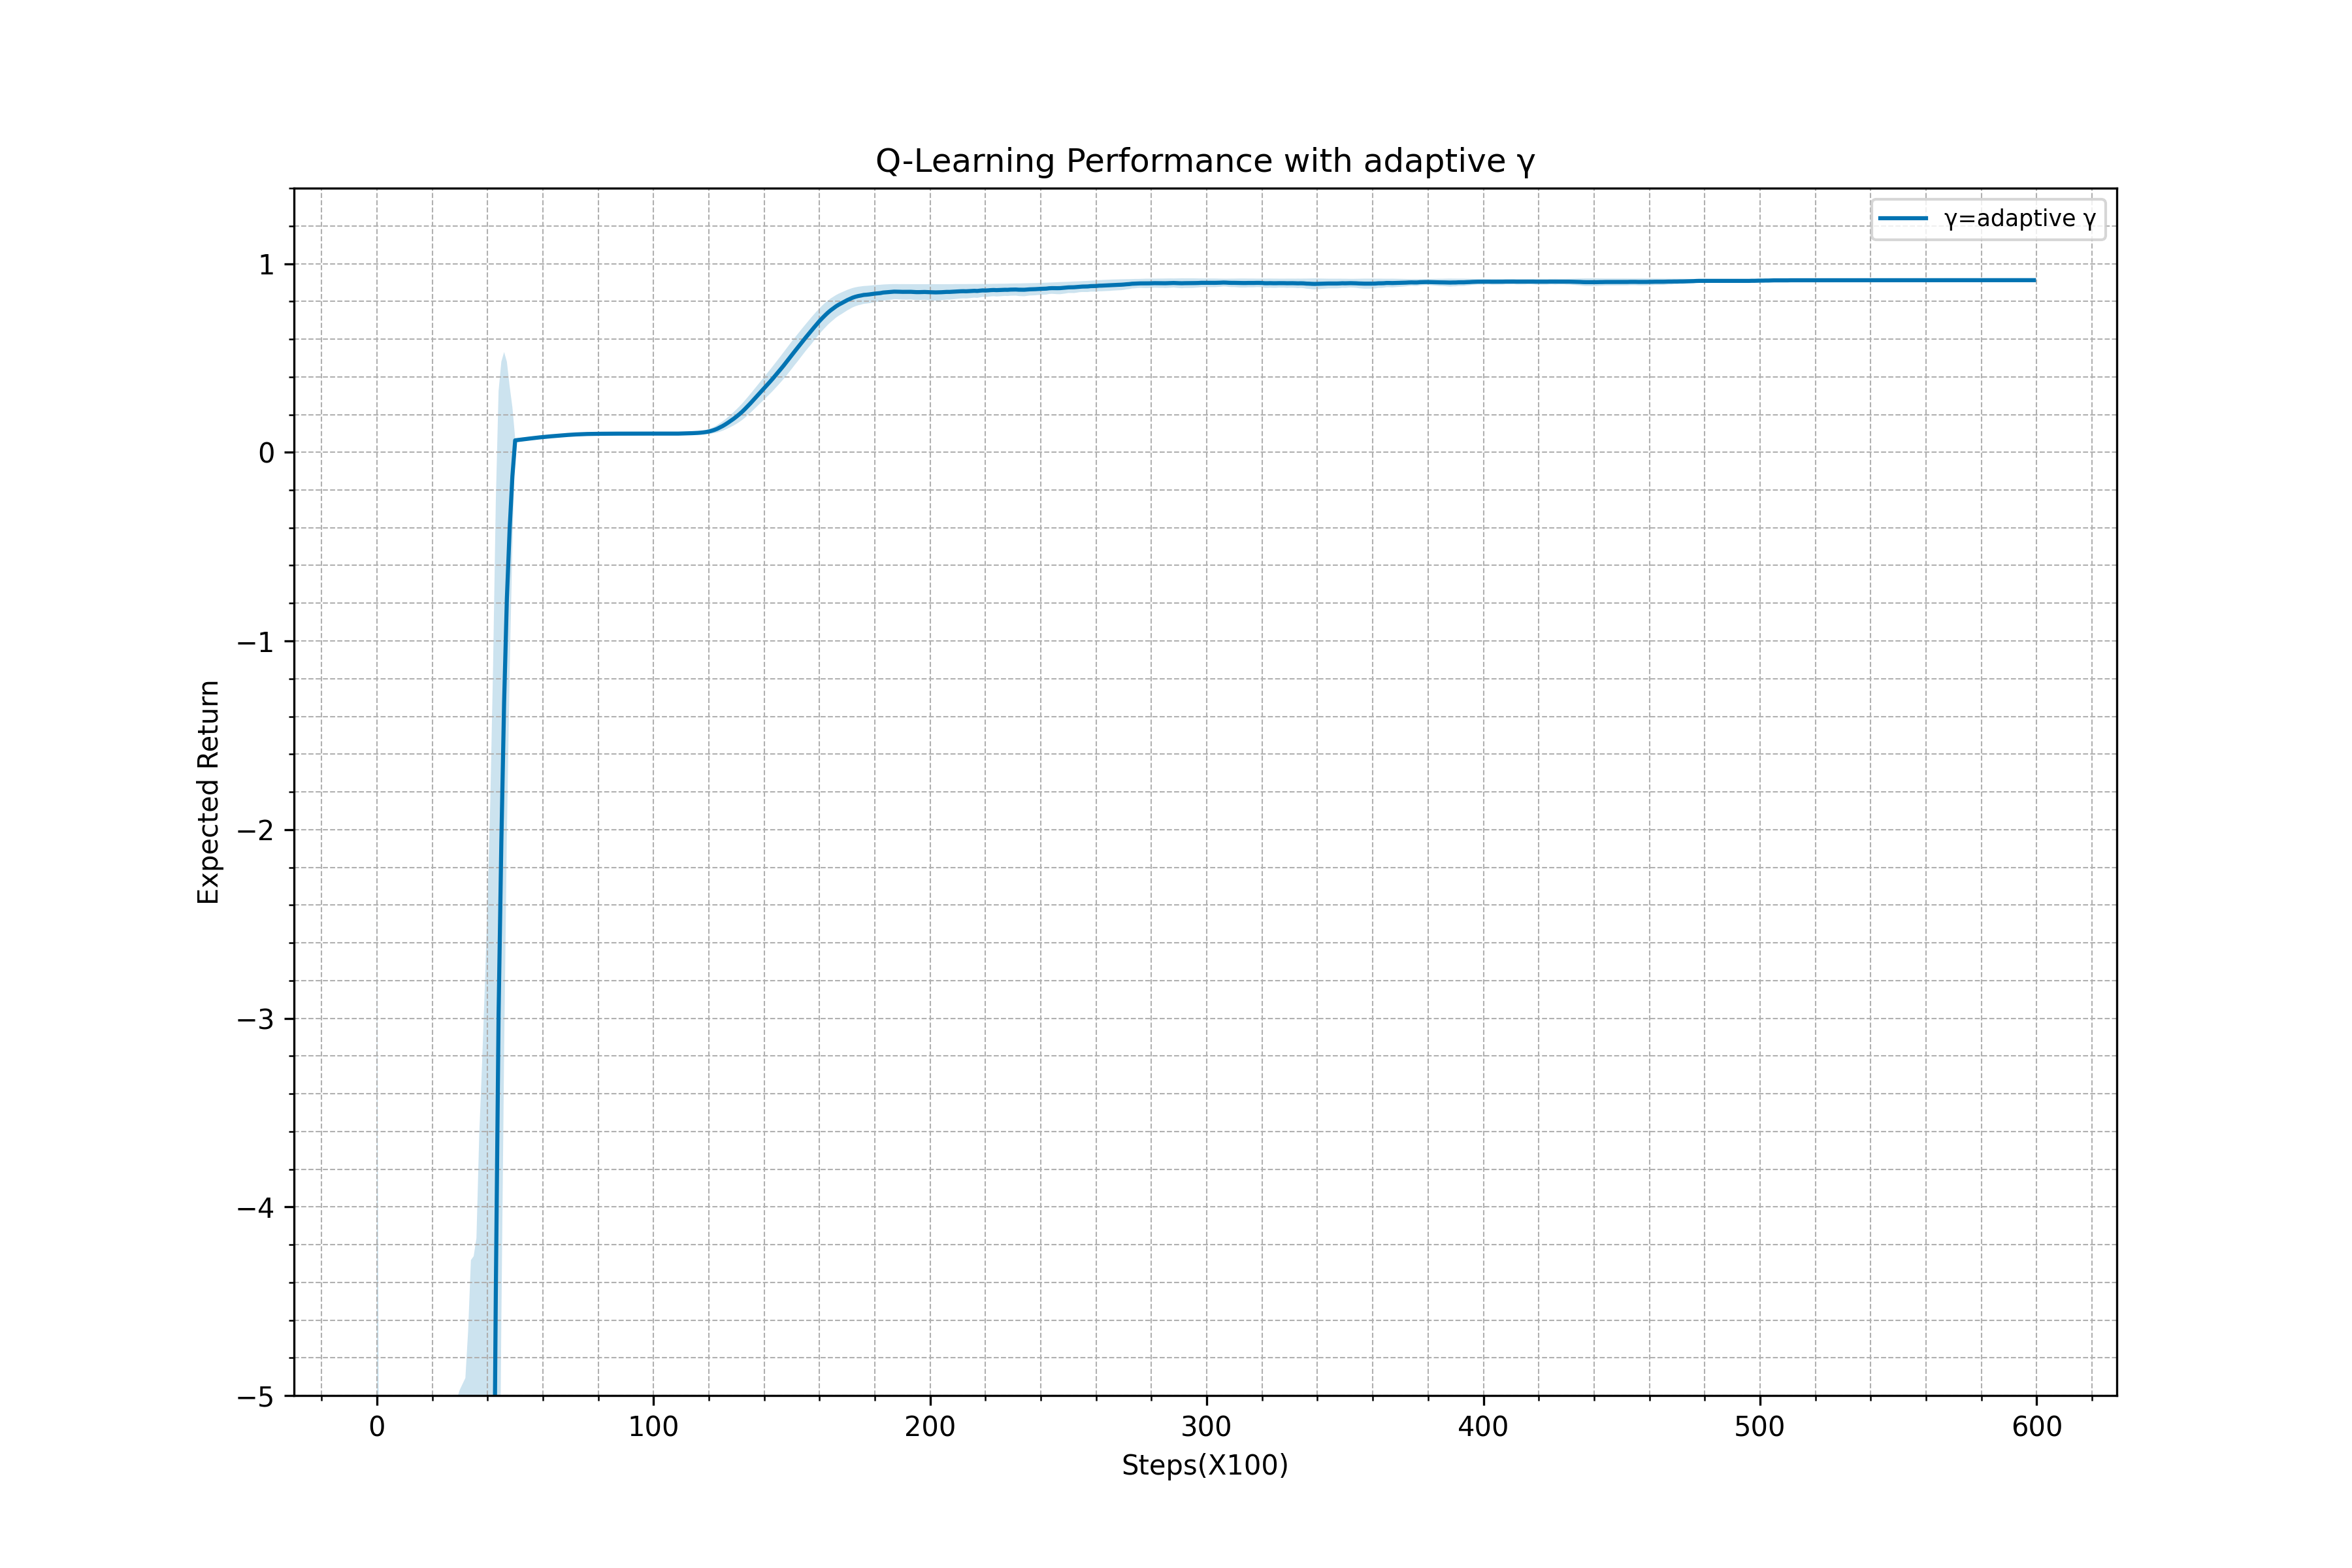 Q-Learning Performance with adaptive γ
γ=adaptive γ
Expected Return
1
0
−1
−2
−3
−4
−5
0 100 200 300 400 500 600
Steps(X100)